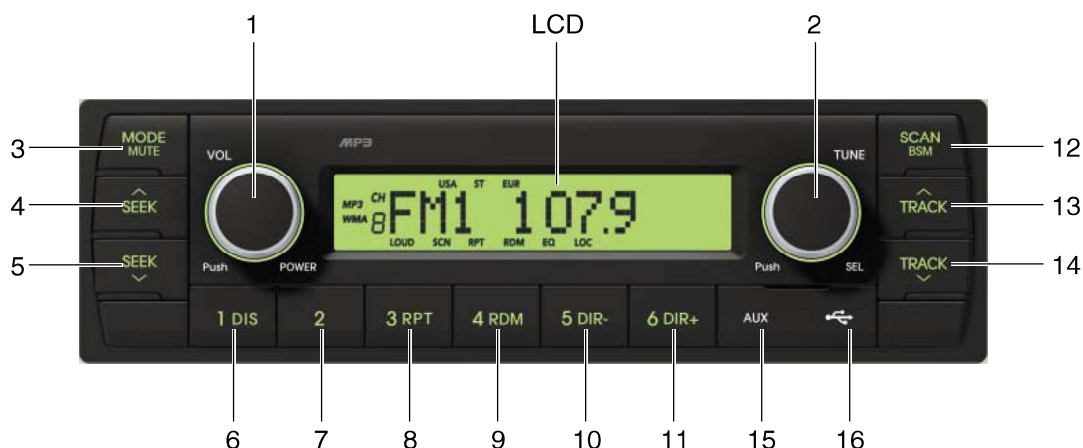 1 LCD 2
3 MODE MUTE
VOL
MP3
TUNE
SCAN BSM 12
4 SEEK
USA ST EUR
MP3 WMA CH 8 FM1 107.9
LOUD SCN RPT RDM EQ LOC
TRACK 13
5 SEEK
Push POWER
Push SEL
TRACK 14
1 DIS 2 3 RPT 4 RDM 5 DIR- 6 DIR+ AUX
6 7 8 9 10 11 15 16